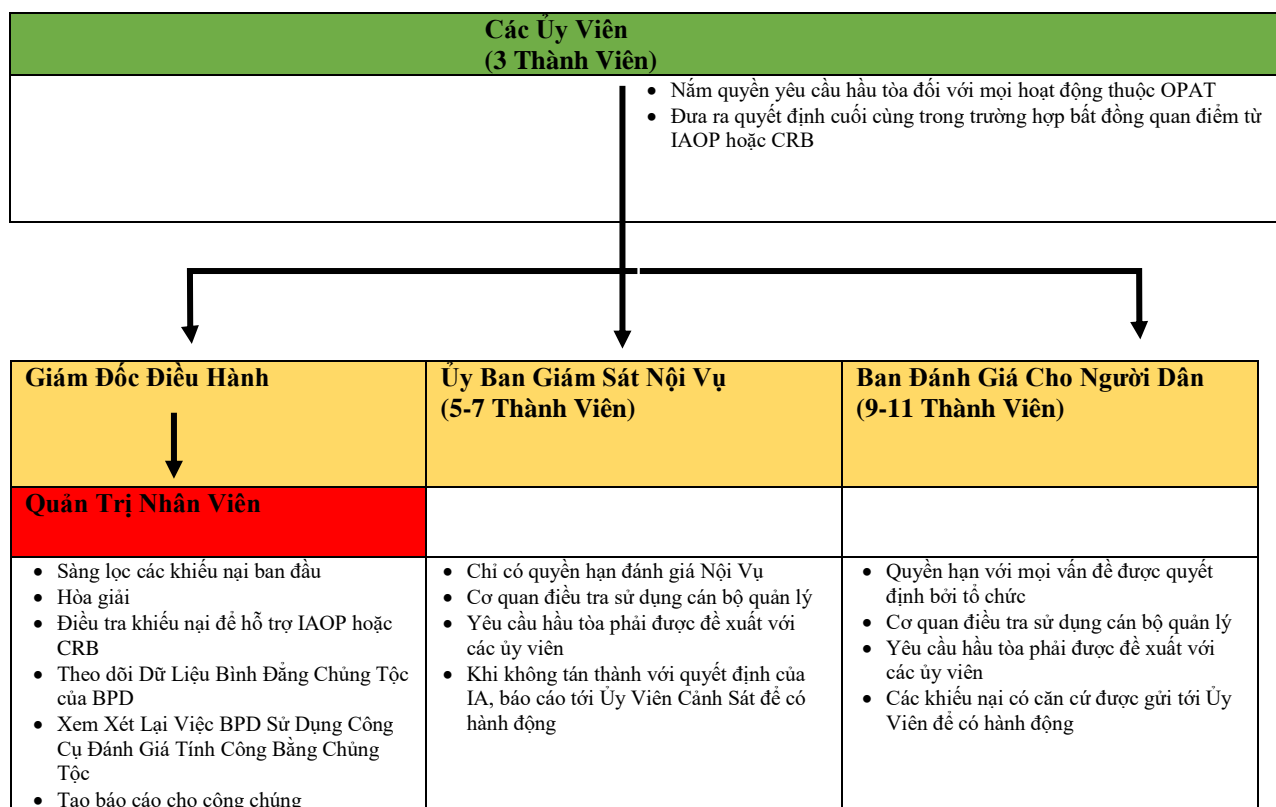 Các Ủy Viên
(3 Thành Viên)
• Nắm quyền yêu cầu hầu tòa đối với mọi hoạt động thuộc OPAT
• Đưa ra quyết định cuối cùng trong trường hợp bất đồng quan điểm từ
IAOP hoặc CRB
Giám Đốc Điều Hành
Ủy Ban Giám Sát Nội Vụ
(5-7 Thành Viên)
Ban Đánh Giá Cho Người Dân
(9-11 Thành Viên)
Quản Trị Nhân Viên
• Sàng lọc các khiếu nại ban đầu
• Hòa giải
• Điều tra khiếu nại để hỗ trợ IAOP hoặc
CRB
• Theo dõi Dữ Liệu Bình Đẳng Chủng Tộc
của BPD
• Xem Xét Lại Việc BPD Sử Dụng Công
Cụ Đánh Giá Tính Công Bằng Chủng
Tộc
• Tạo báo cáo cho công chúng
• Chỉ có quyền hạn đánh giá Nội Vụ
• Cơ quan điều tra sử dụng cán bộ quản lý
• Yêu cầu hầu tòa phải được đề xuất với
các ủy viên
• Khi không tán thành với quyết định của
IA, báo cáo tới Ủy Viên Cảnh Sát để có
hành động
• Quyền hạn với mọi vấn đề được quyết
định bởi tổ chức
• Cơ quan điều tra sử dụng cán bộ quản lý
• Yêu cầu hầu tòa phải được đề xuất với
các ủy viên
• Các khiếu nại có căn cứ được gửi tới Ủy
Viên để có hành động